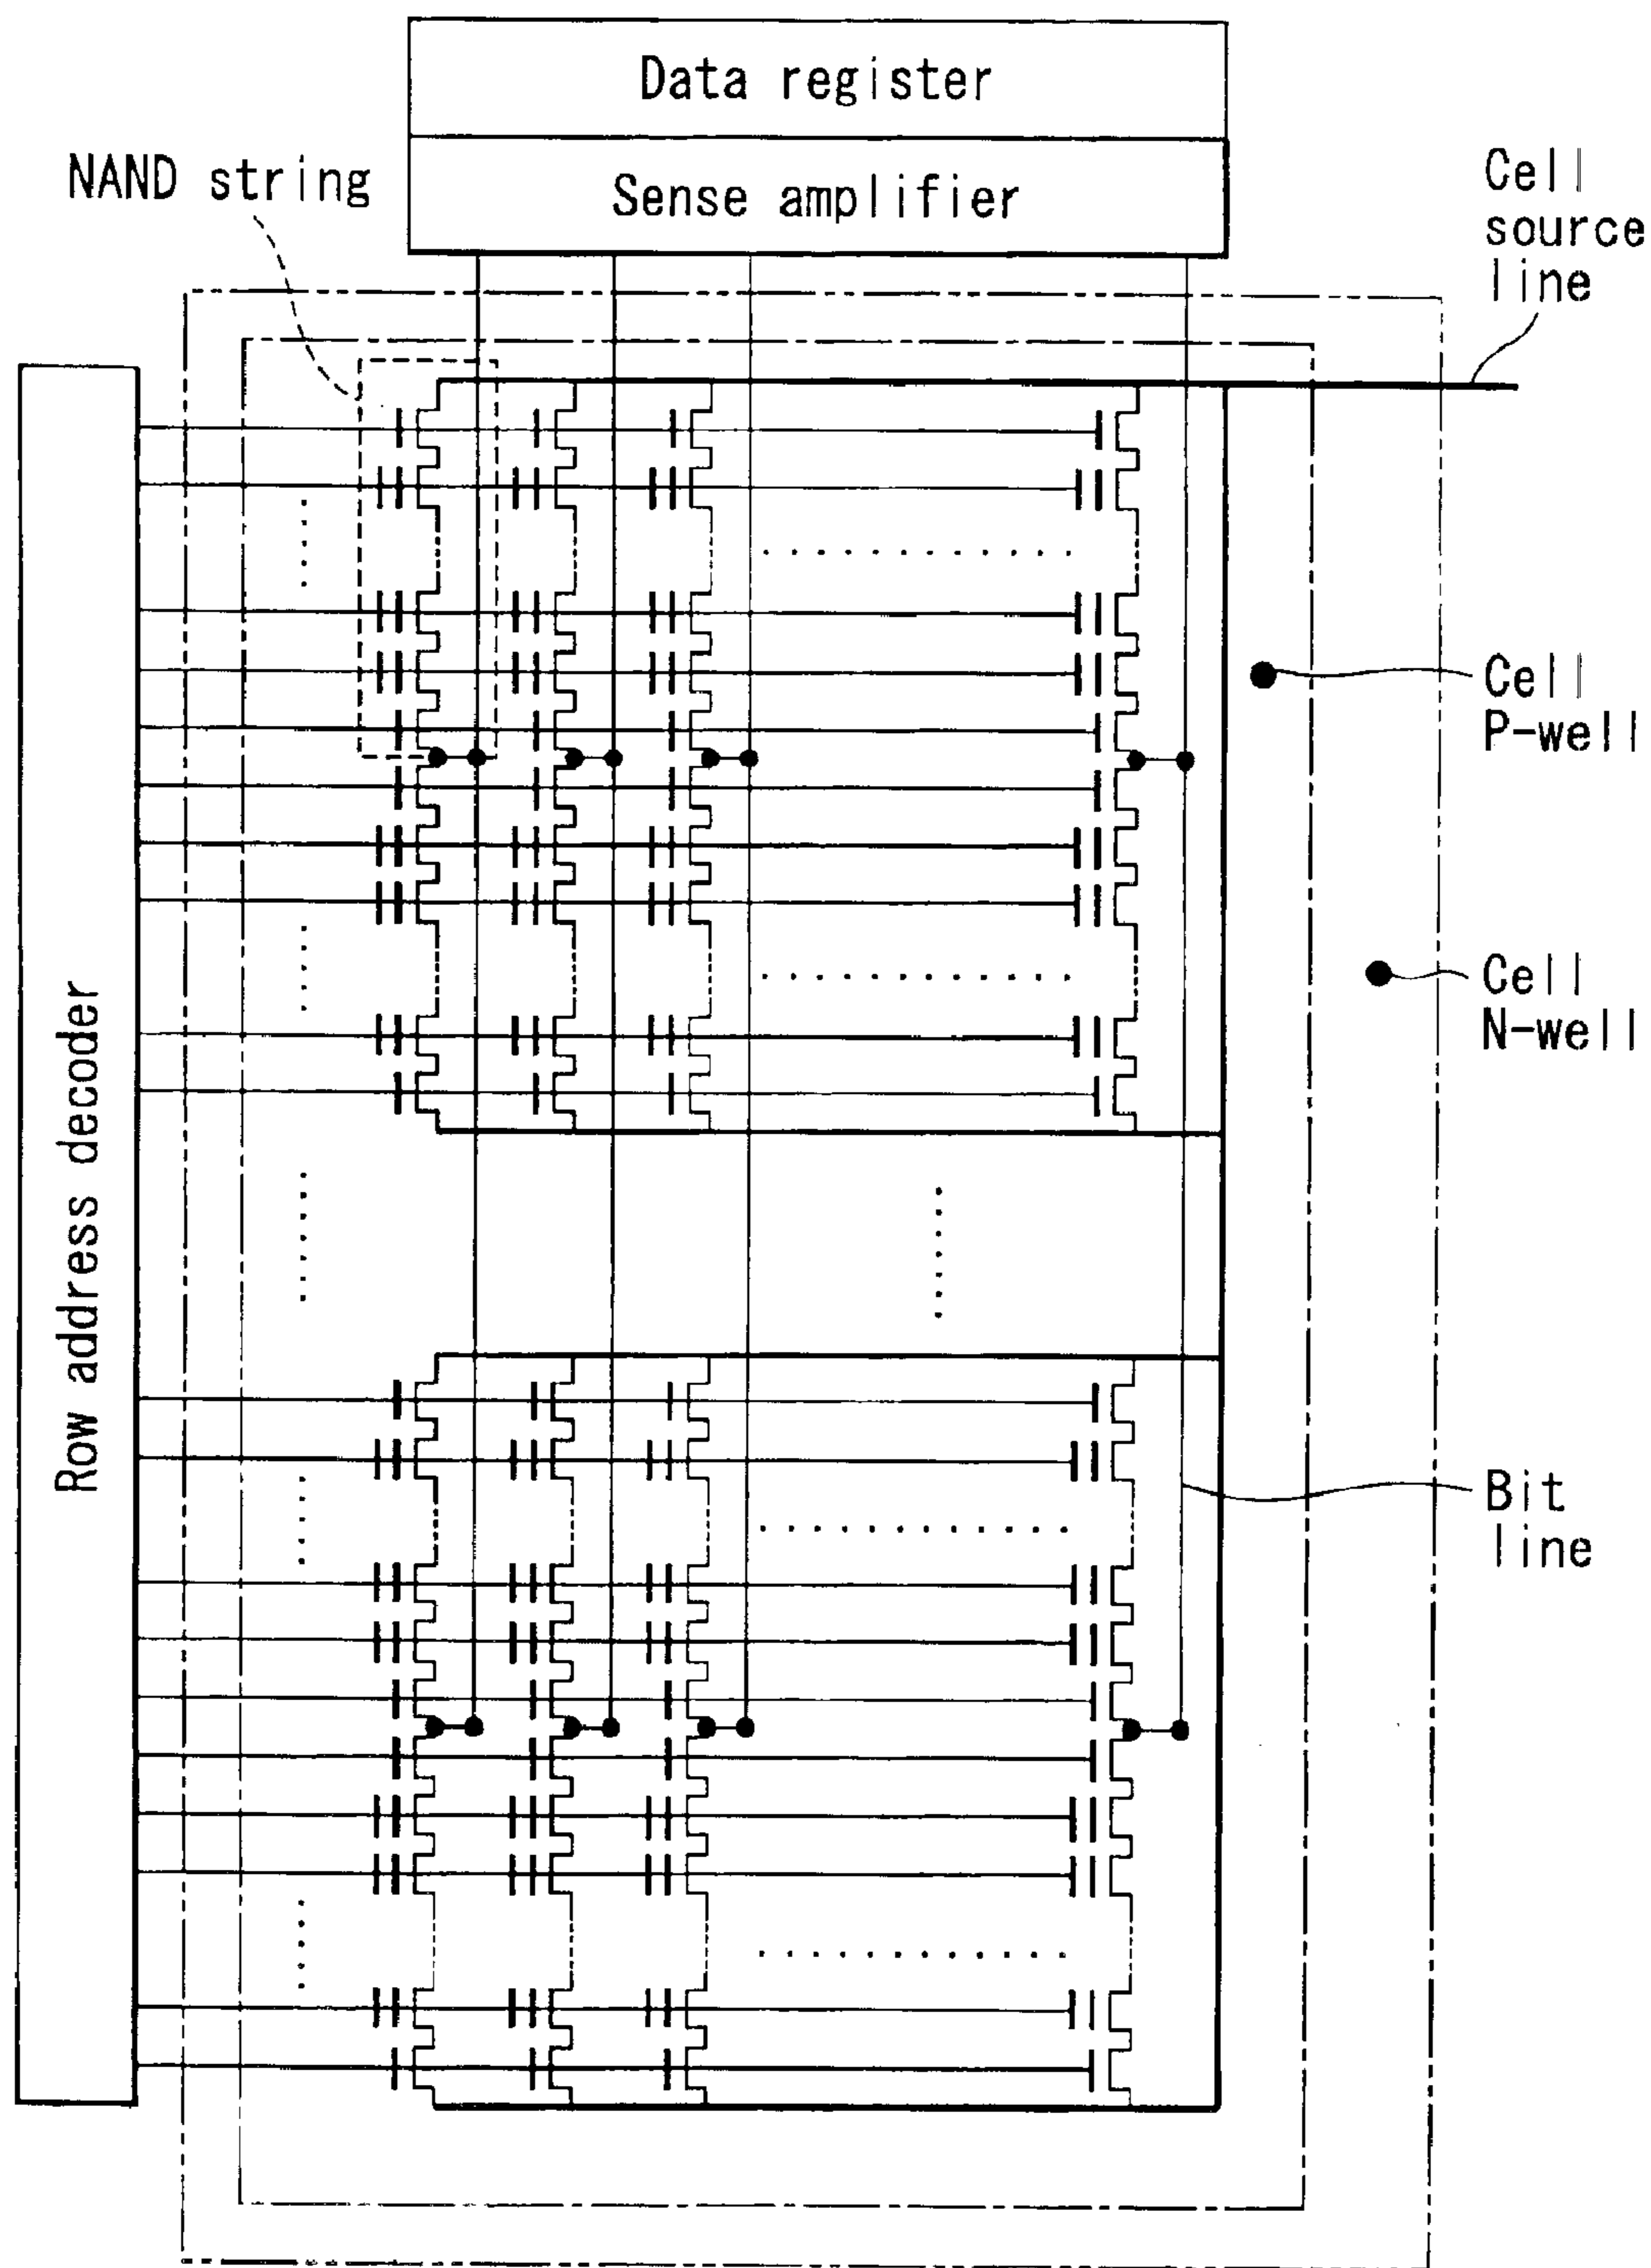 Data register
Sense amplifier
NAND string
Cell
source
line
Cell
P-well
Cell
N-well
Row address decoder
Bit
line